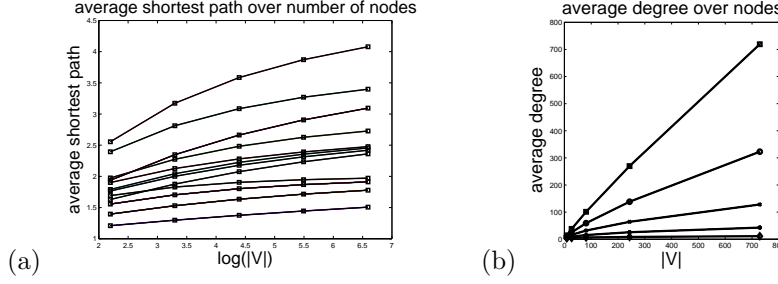 average shortest path over number of nodes
average shortest path
4.5
4
3.5
3
2.5
2
1.5
1
2 2.5 3 3.5 4 4.5 5 5.5 6 6.5 7
log(|V|)
(a)
average degree over nodes
average degree
800
700
600
500
400
300
200
100
0
0 100 200 300 400 500 600 700
|V|
(b)